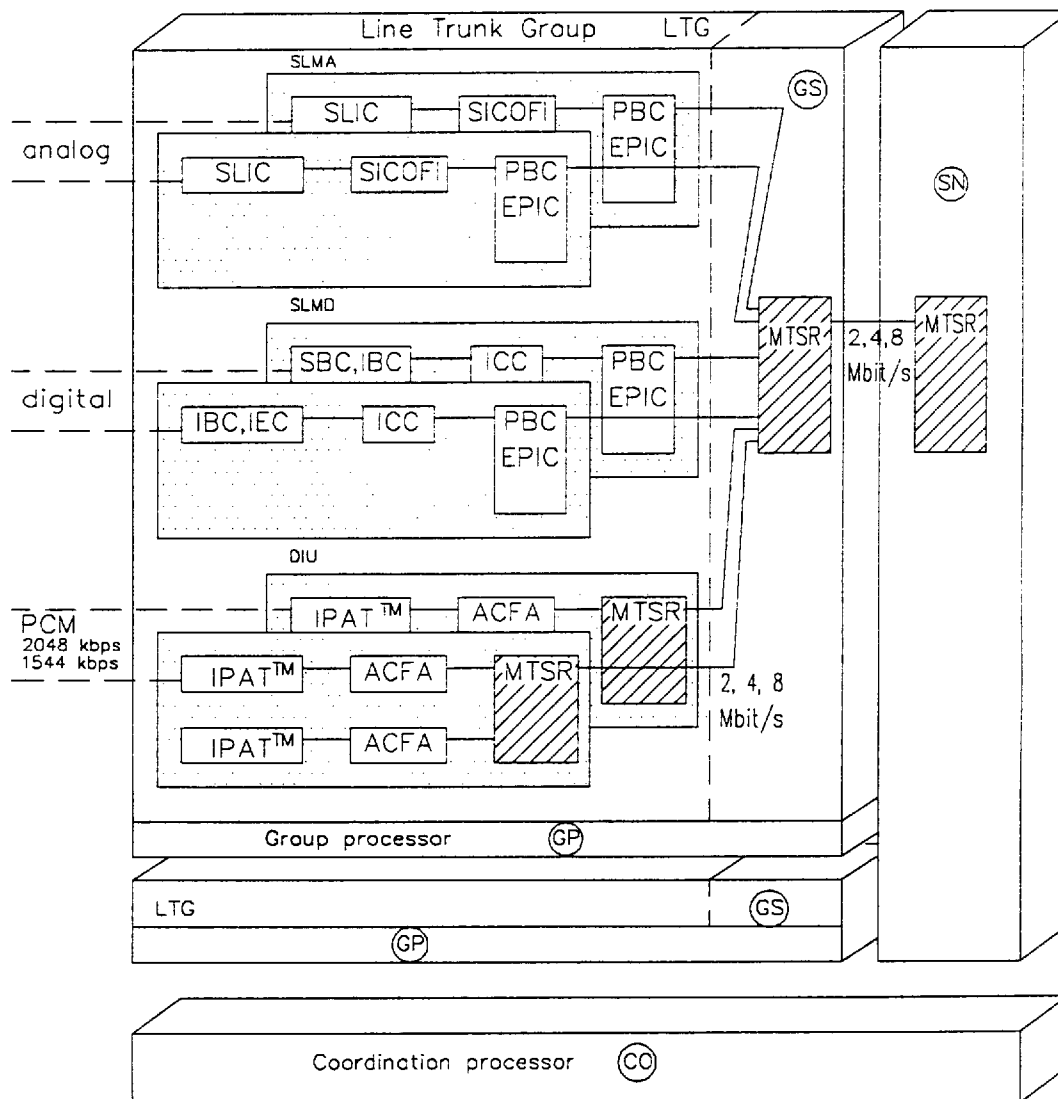 Line Trunk Group LTG
SLMA
GS
SLIC SICOFI PBC EPIC
analog
SLIC SICOFI PBC EPIC
SN
SLMD
SBC,IBC ICC PBC EPIC
MTSR
2,4,8 Mbit/s
MTSR
digital
IBC,IEC ICC PBC EPIC
DIU
IPAT™ ACFA MTSR
PCM
2048 kbps
1544 kbps
IPAT™ ACFA MTSR
2, 4, 8
Mbit/s
IPAT™ ACFA
Group processor GP
LTG GS
GP
Coordination processor CO